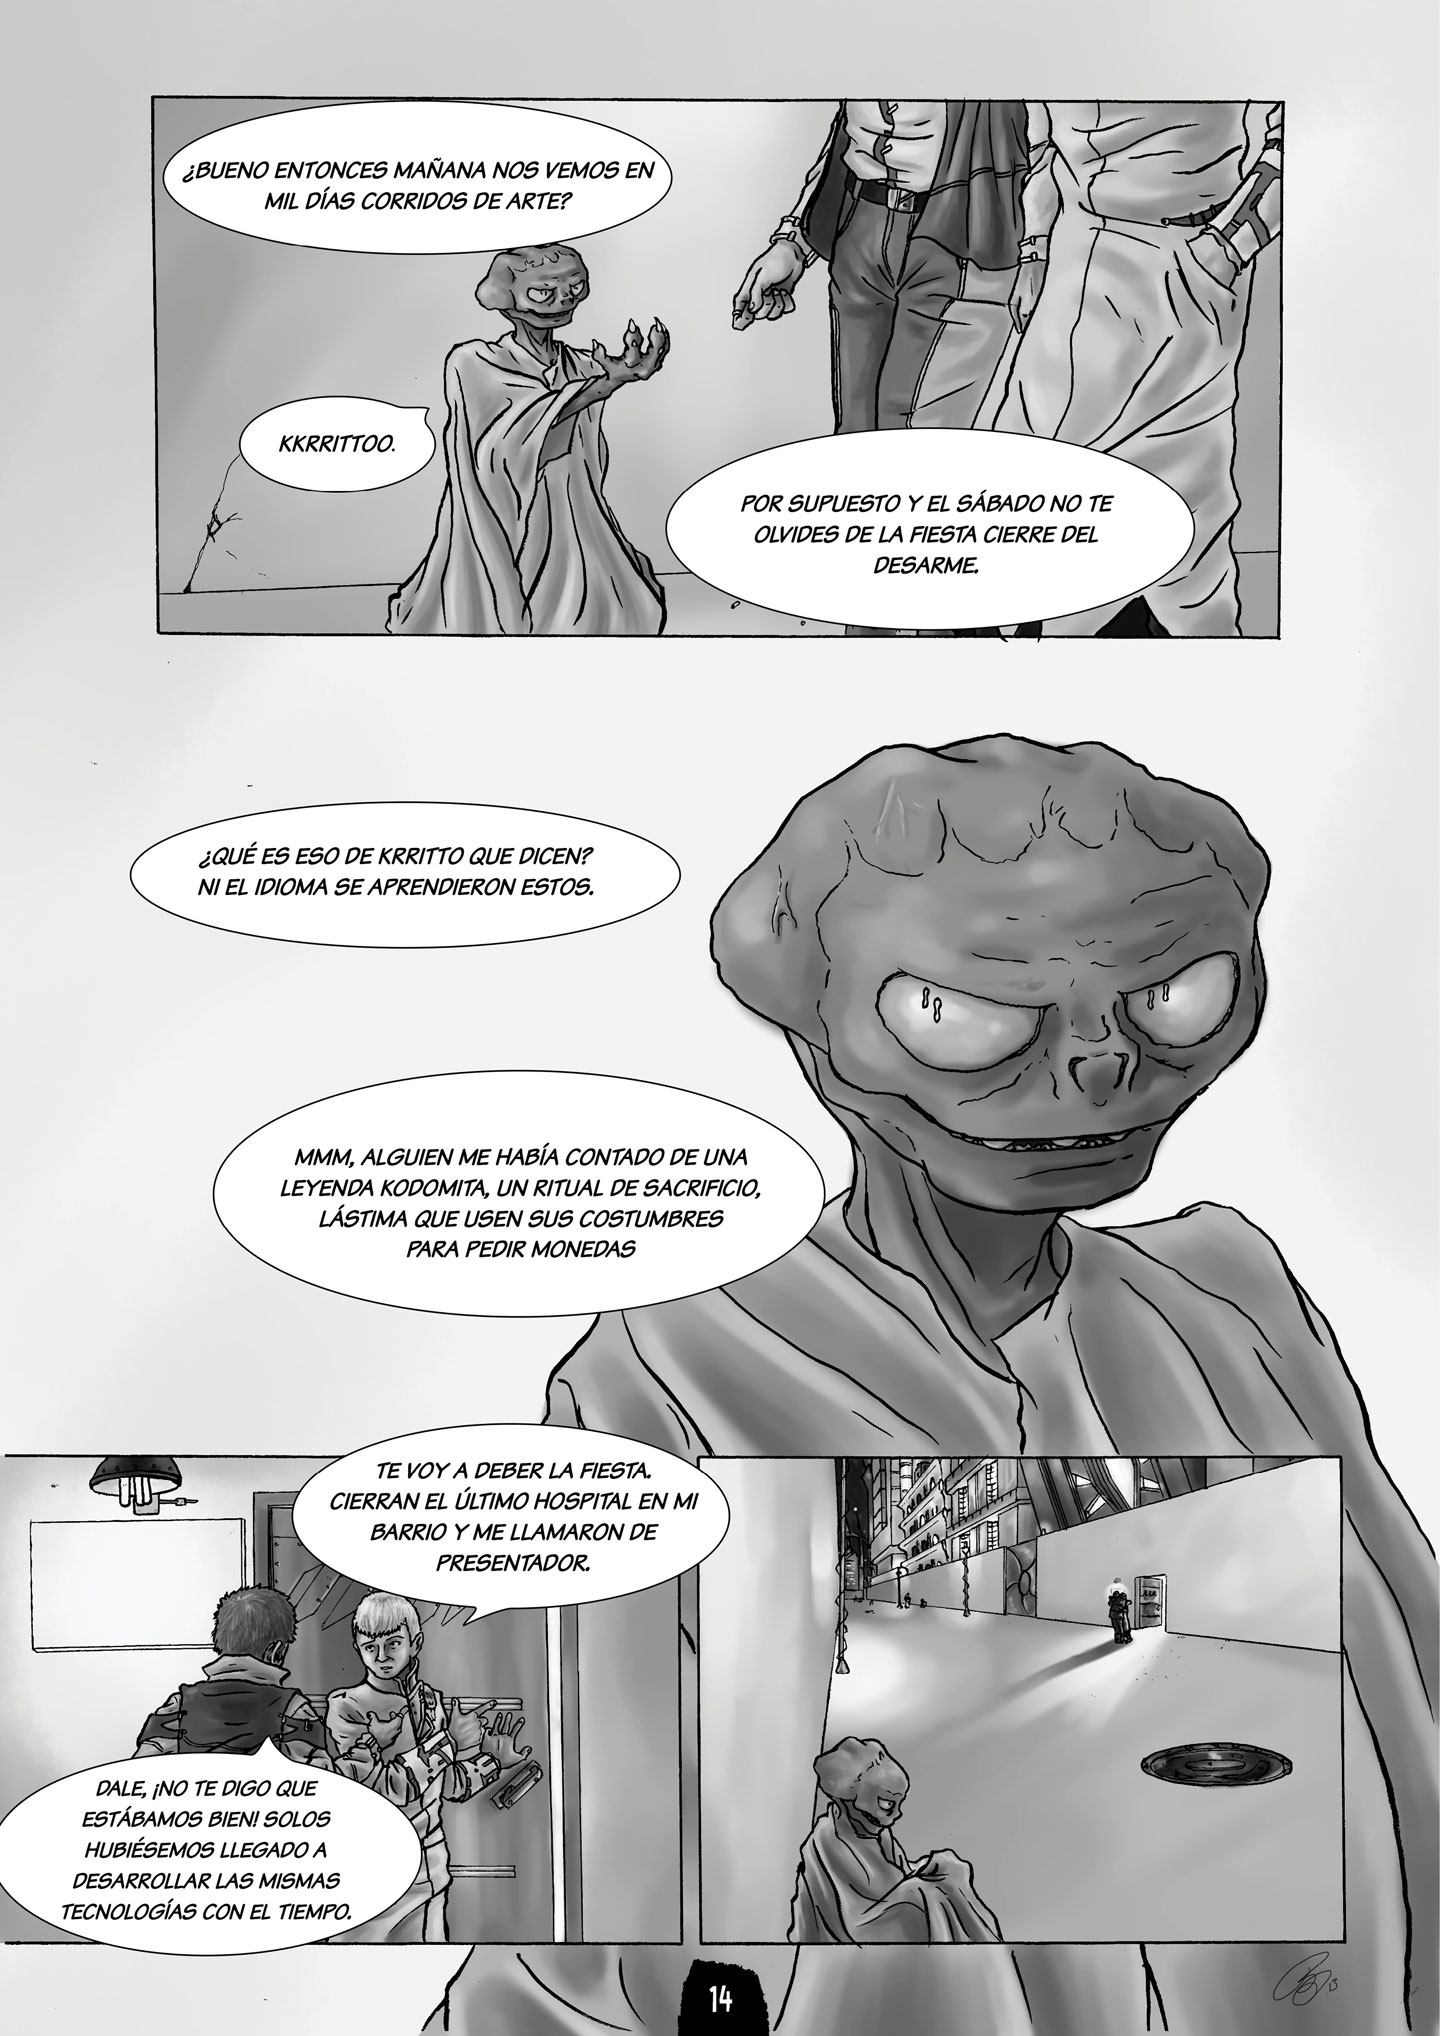 ¿BUENO ENTONCES MAÑANA NOS VEMOS EN
MIL DÍAS CORRIDOS DE ARTE?
KKRRITTOO.
POR SUPUESTO Y EL SÁBADO NO TE
OLVIDES DE LA FIESTA CIERRE DEL
DESARME.
¿QUÉ ES ESO DE KRRITTO QUE DICEN?
NI EL IDIOMA SE APRENDIERON ESTOS.
MMM, ALGUIEN ME HABÍA CONTADO DE UNA
LEYENDA KODOMITA, UN RITUAL DE SACRIFICIO,
LÁSTIMA QUE USEN SUS COSTUMBRES
PARA PEDIR MONEDAS
TE VOY A DEBER LA FIESTA.
CIERRAN EL ÚLTIMO HOSPITAL EN MI
BARRIO Y ME LLAMARON DE
PRESENTADOR.
DALE, ¡NO TE DIGO QUE
ESTÁBAMOS BIEN! SOLOS
HUBIÉSEMOS LLEGADO A
DESARROLLAR LAS MISMAS
TECNOLOGÍAS CON EL TIEMPO.
14